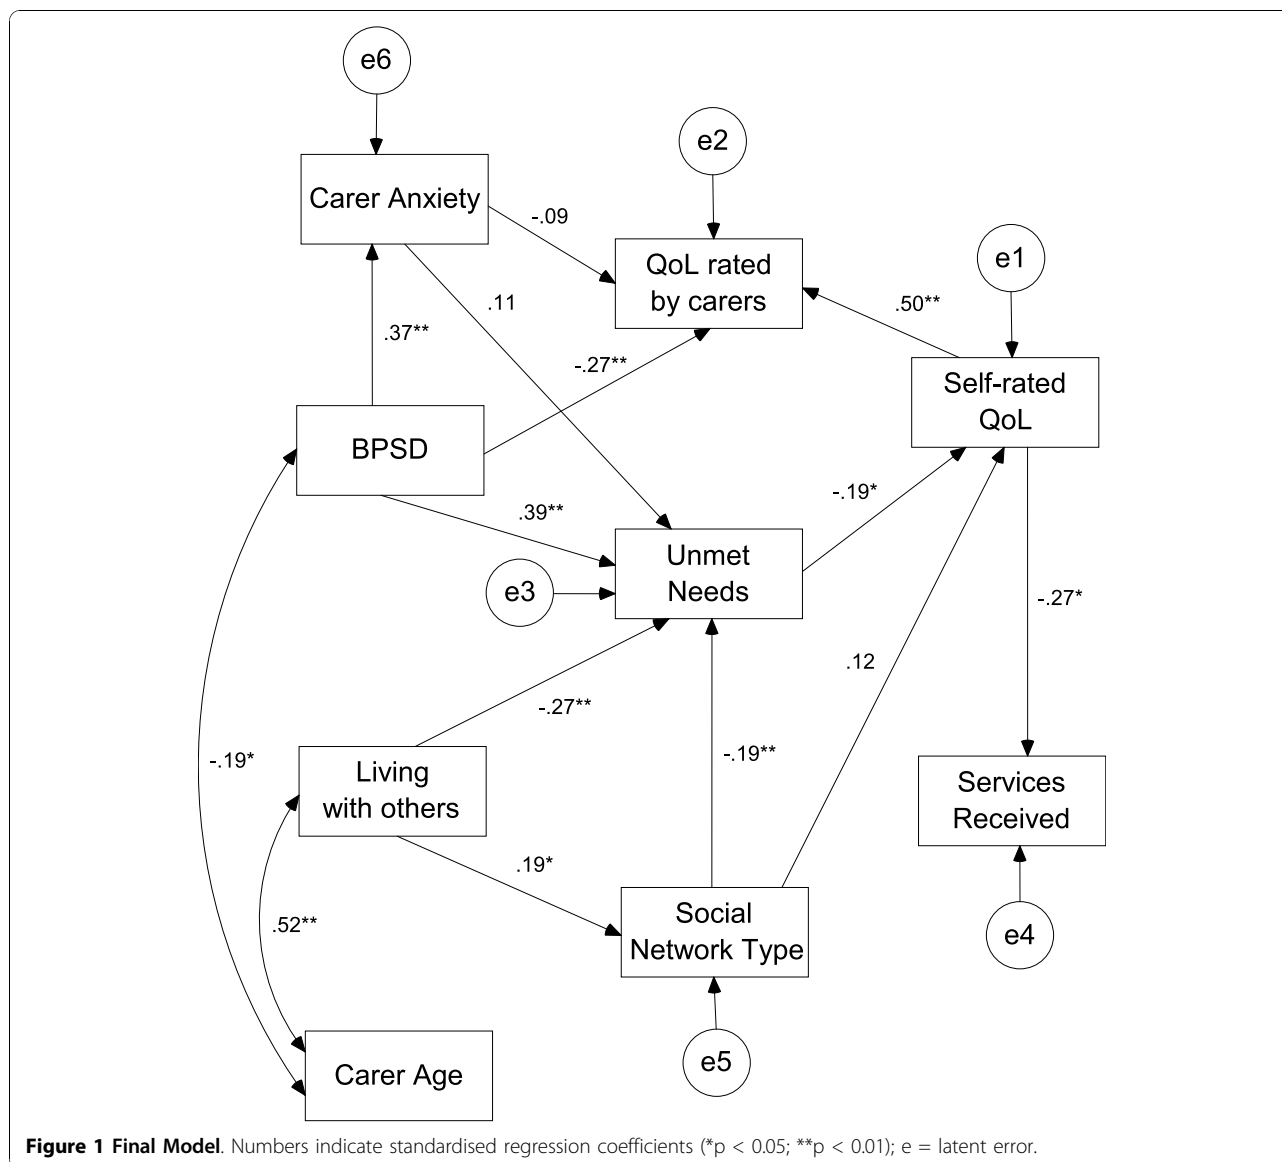 e6
e2
Carer Anxiety
-.09
e1
QoL rated
by carers
.11
.50**
.37**
-.27**
Self-rated
QoL
BPSD
-.19*
.39**
Unmet
Needs
e3
-.27*
.12
-.27**
-.19**
-.19*
Living
with others
Services
Received
.19*
Social
Network Type
.52**
e4
e5
Carer Age
Figure 1 Final Model. Numbers indicate standardised regression coefficients (*p < 0.05; **p < 0.01); e = latent error.